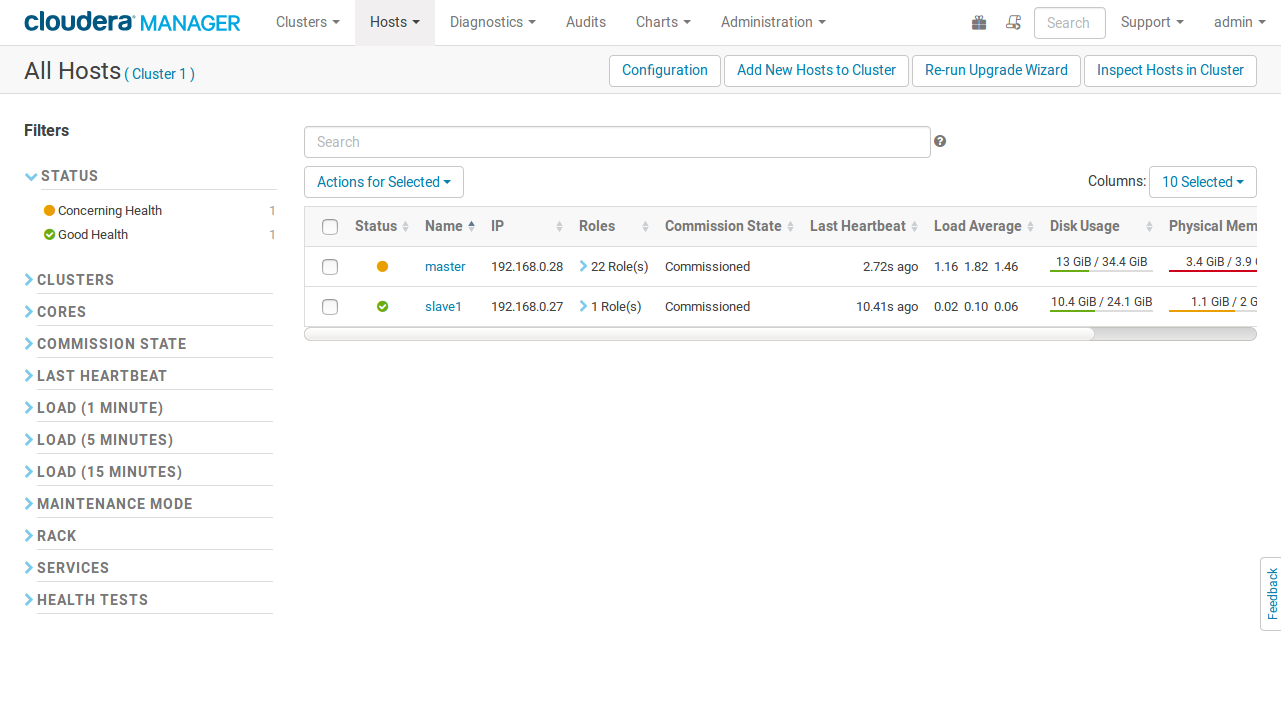 cloudera MANAGER Clusters Hosts Diagnostics Audits Charts Administration Search Support admin
All Hosts ( Cluster 1 ) Configuration Add New Hosts to Cluster Re-run Upgrade Wizard Inspect Hosts in Cluster
Filters
STATUS
Concerning Health 1
Good Health 1
CLUSTERS
CORES
COMMISSION STATE
LAST HEARTBEAT
LOAD (1 MINUTE)
LOAD (5 MINUTES)
LOAD (15 MINUTES)
MAINTENANCE MODE
RACK
SERVICES
HEALTH TESTS
Search
Actions for Selected Columns: 10 Selected
Status Name IP Roles Commission State Last Heartbeat Load Average Disk Usage Physical Mem
master 192.168.0.28 22 Role(s) Commissioned 2.72s ago 1.16 1.82 1.46 13 GiB / 34.4 GiB 3.4 GiB / 3.9
slave1 192.168.0.27 1 Role(s) Commissioned 10.41s ago 0.02 0.10 0.06 10.4 GiB / 24.1 GiB 1.1 GiB / 2 G
Feedback